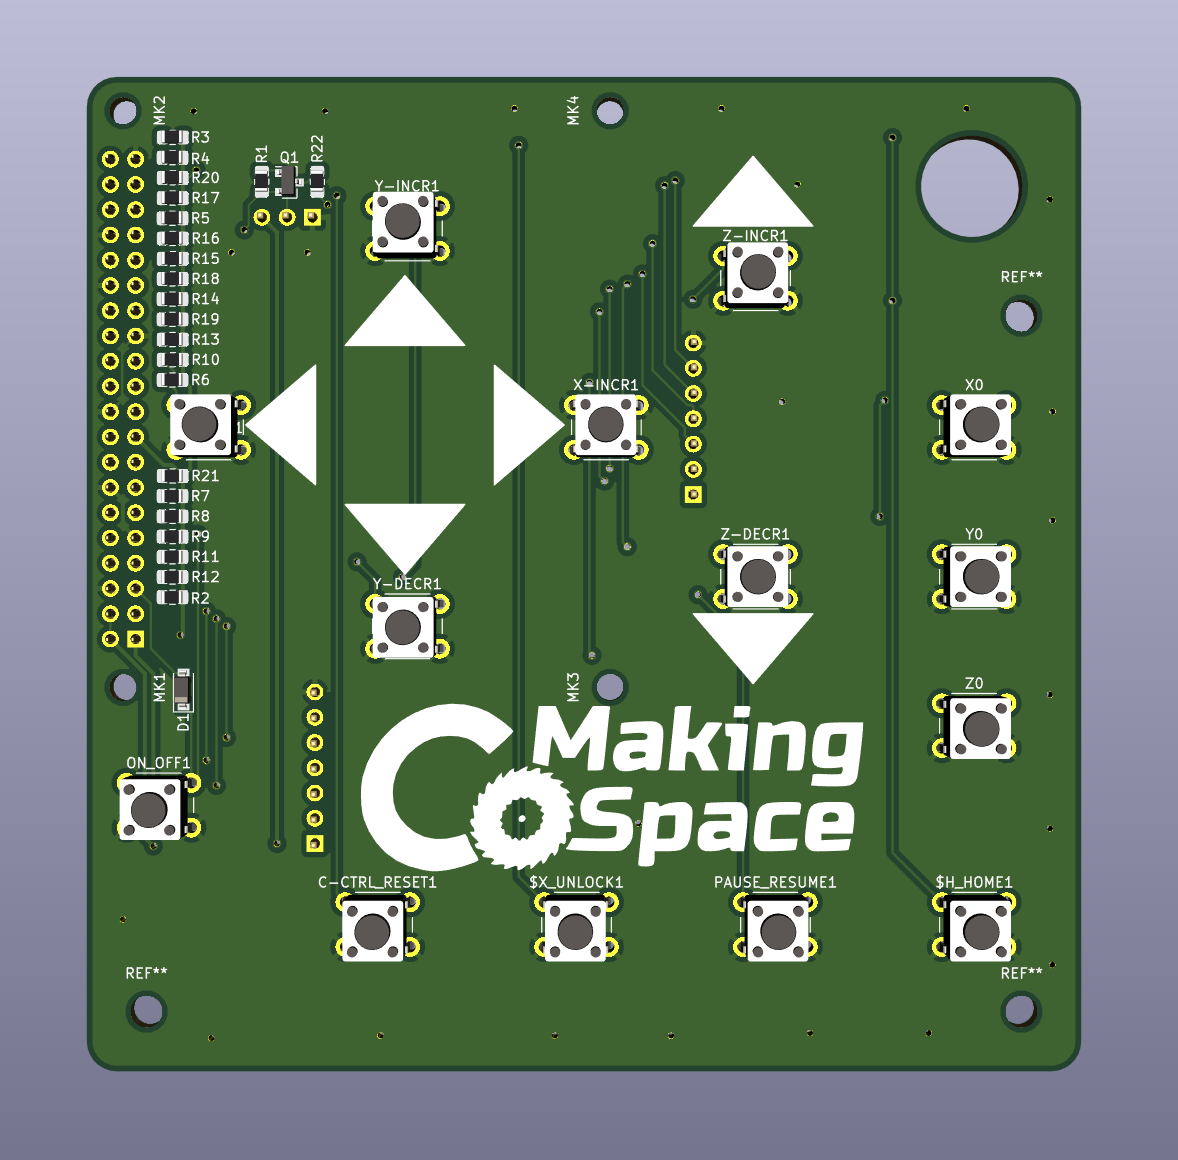 MK2
MK4
R3
R4
R20
R17
R5
R16
R15
R18
R14
R19
R13
R10
R6
R1
Q1
R22
Y-INCR1
Z-INCR1
REF**
X-INCR1
X0
1
R21
R7
R8
R9
R11
R12
R2
Y-DECR1
Z-DECR1
Y0
MK1
D1
MK3
Z0
Making
Space
ON_OFF1
C-CTRL_RESET1
$X_UNLOCK1
PAUSE_RESUME1
$H_HOME1
REF**
REF**